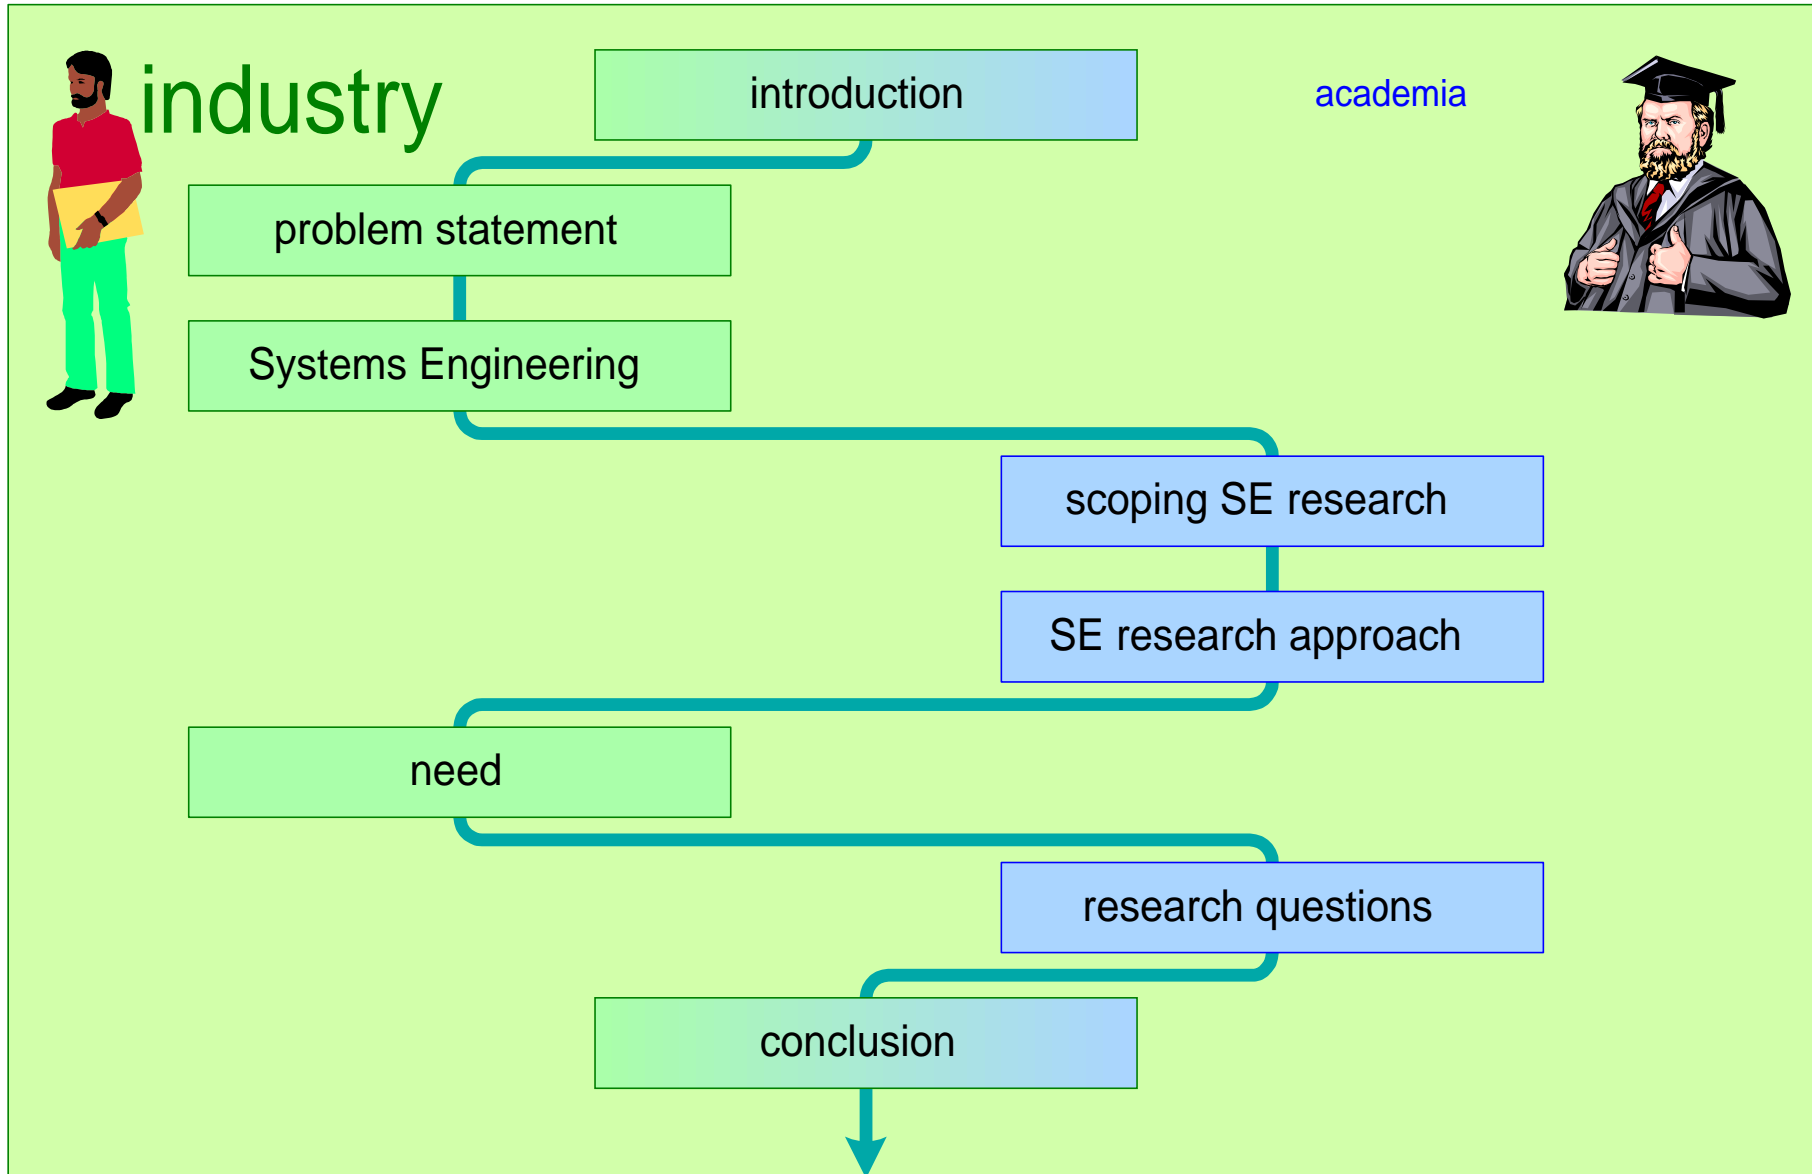 industry
introduction
academia
problem statement
Systems Engineering
scoping SE research
SE research approach
need
research questions
conclusion